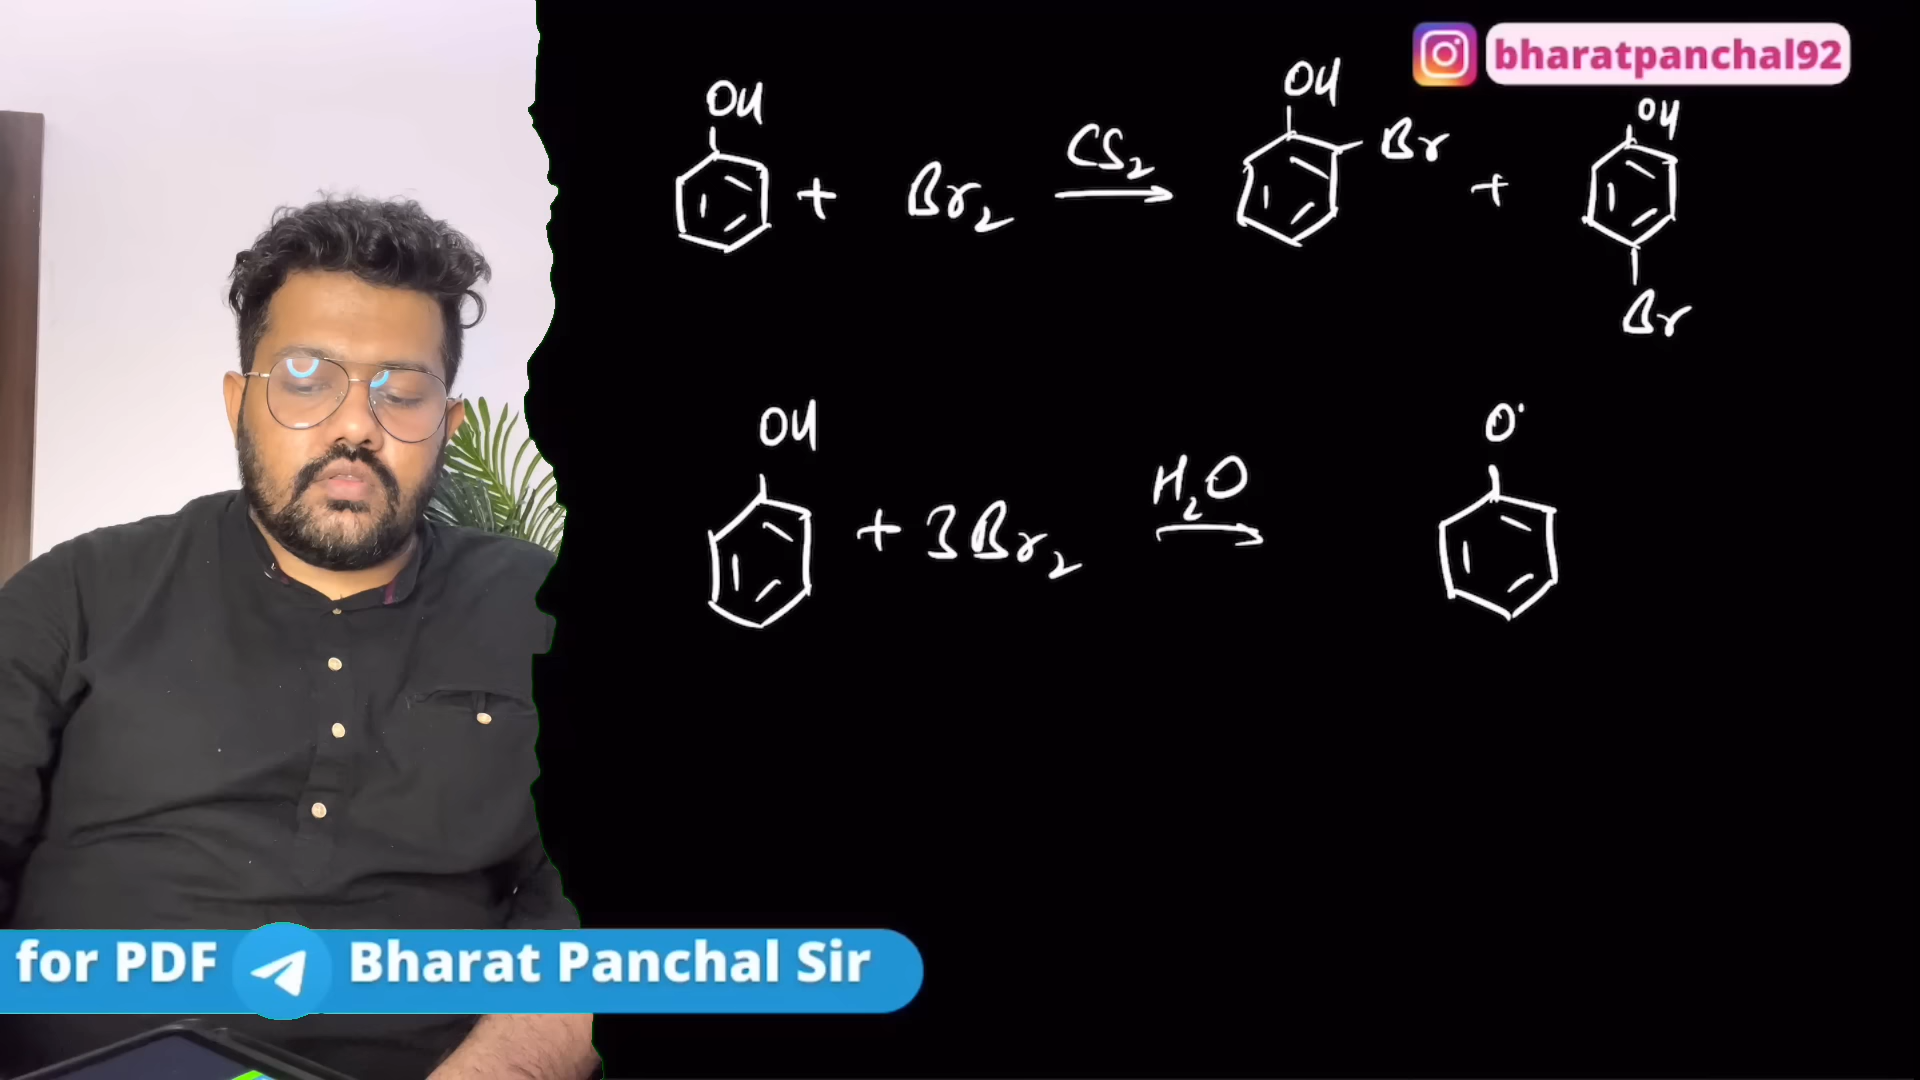 bharatpanchal92
OH
+ Br₂
CS₂
OH
Br
+
OH
Br
OH
+ 3Br₂
H₂O
O
for PDF Bharat Panchal Sir